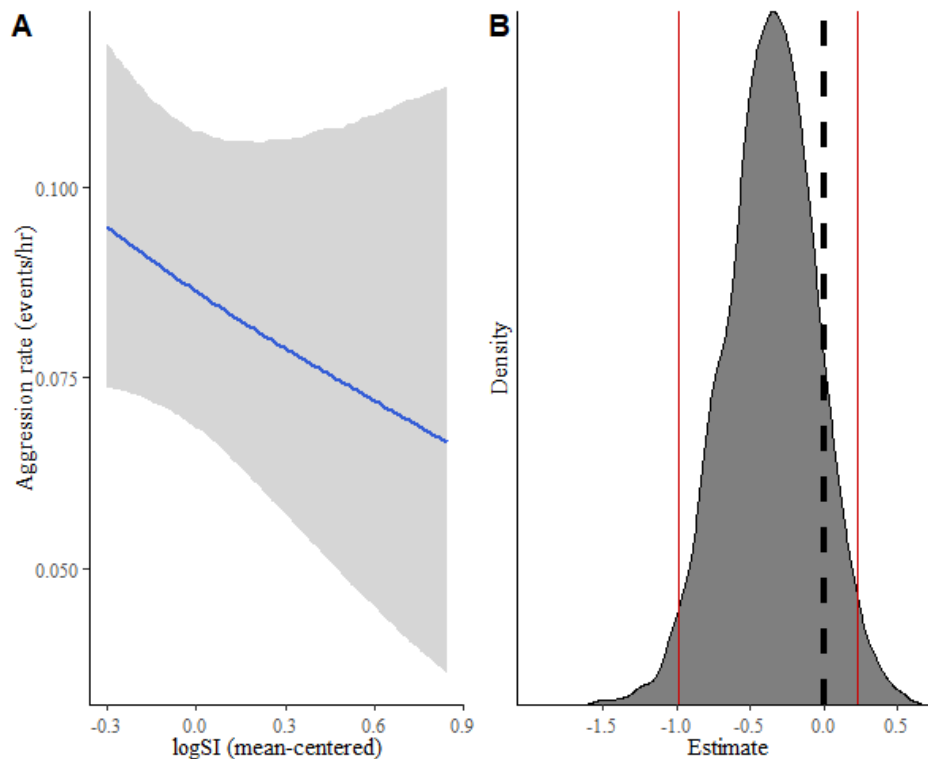 A
B
Aggression rate (events/hr)
0.100
0.075
0.050
-0.3
0.0
0.3
0.6
0.9
logSI (mean-centered)
Density
-1.5
-1.0
-0.5
0.0
0.5
Estimate